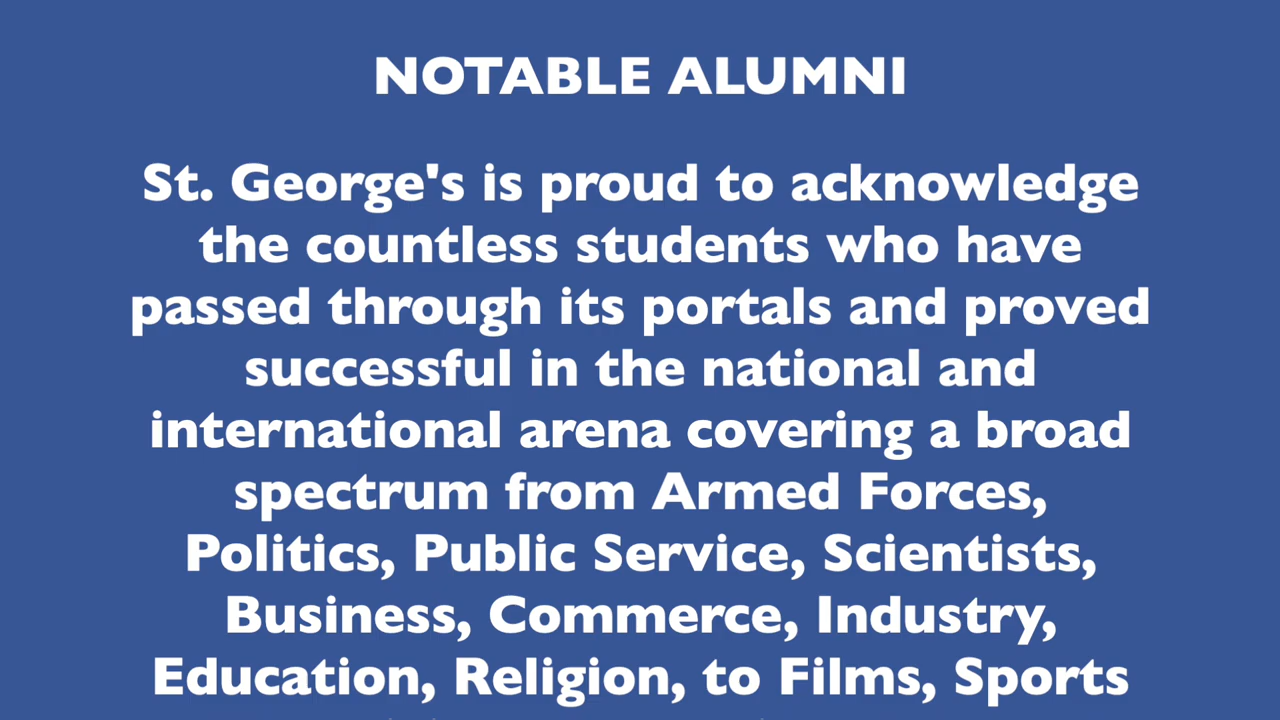 NOTABLE ALUMNI
St. George's is proud to acknowledge
the countless students who have
passed through its portals and proved
successful in the national and
international arena covering a broad
spectrum from Armed Forces,
Politics, Public Service, Scientists,
Business, Commerce, Industry,
Education, Religion, to Films, Sports